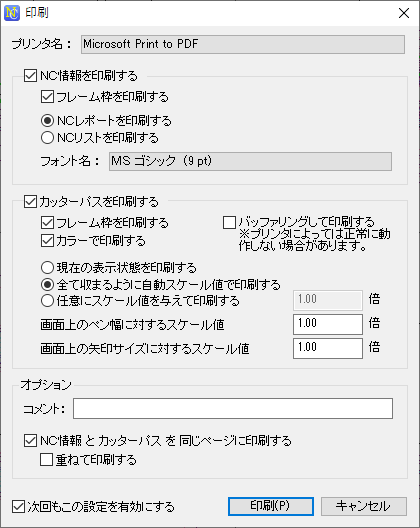 印刷
プリンタ名： Microsoft Print to PDF
NC情報を印刷する
フレーム枠を印刷する
NCレポートを印刷する
NCリストを印刷する
フォント名： MS ゴシック (9 pt)
カッターパスを印刷する
フレーム枠を印刷する
カラーで印刷する
バッファリングして印刷する
※プリンタによっては正常に動
作しない場合があります。
現在の表示状態を印刷する
全て収まるように自動スケール値で印刷する
任意にスケール値を与えて印刷する 1.00 倍
画面上のペン幅に対するスケール値 1.00 倍
画面上の矢印サイズに対するスケール値 1.00 倍
オプション
コメント：
NC情報 と カッターパス を 同じページに印刷する
重ねて印刷する
次回もこの設定を有効にする
印刷(P) キャンセル